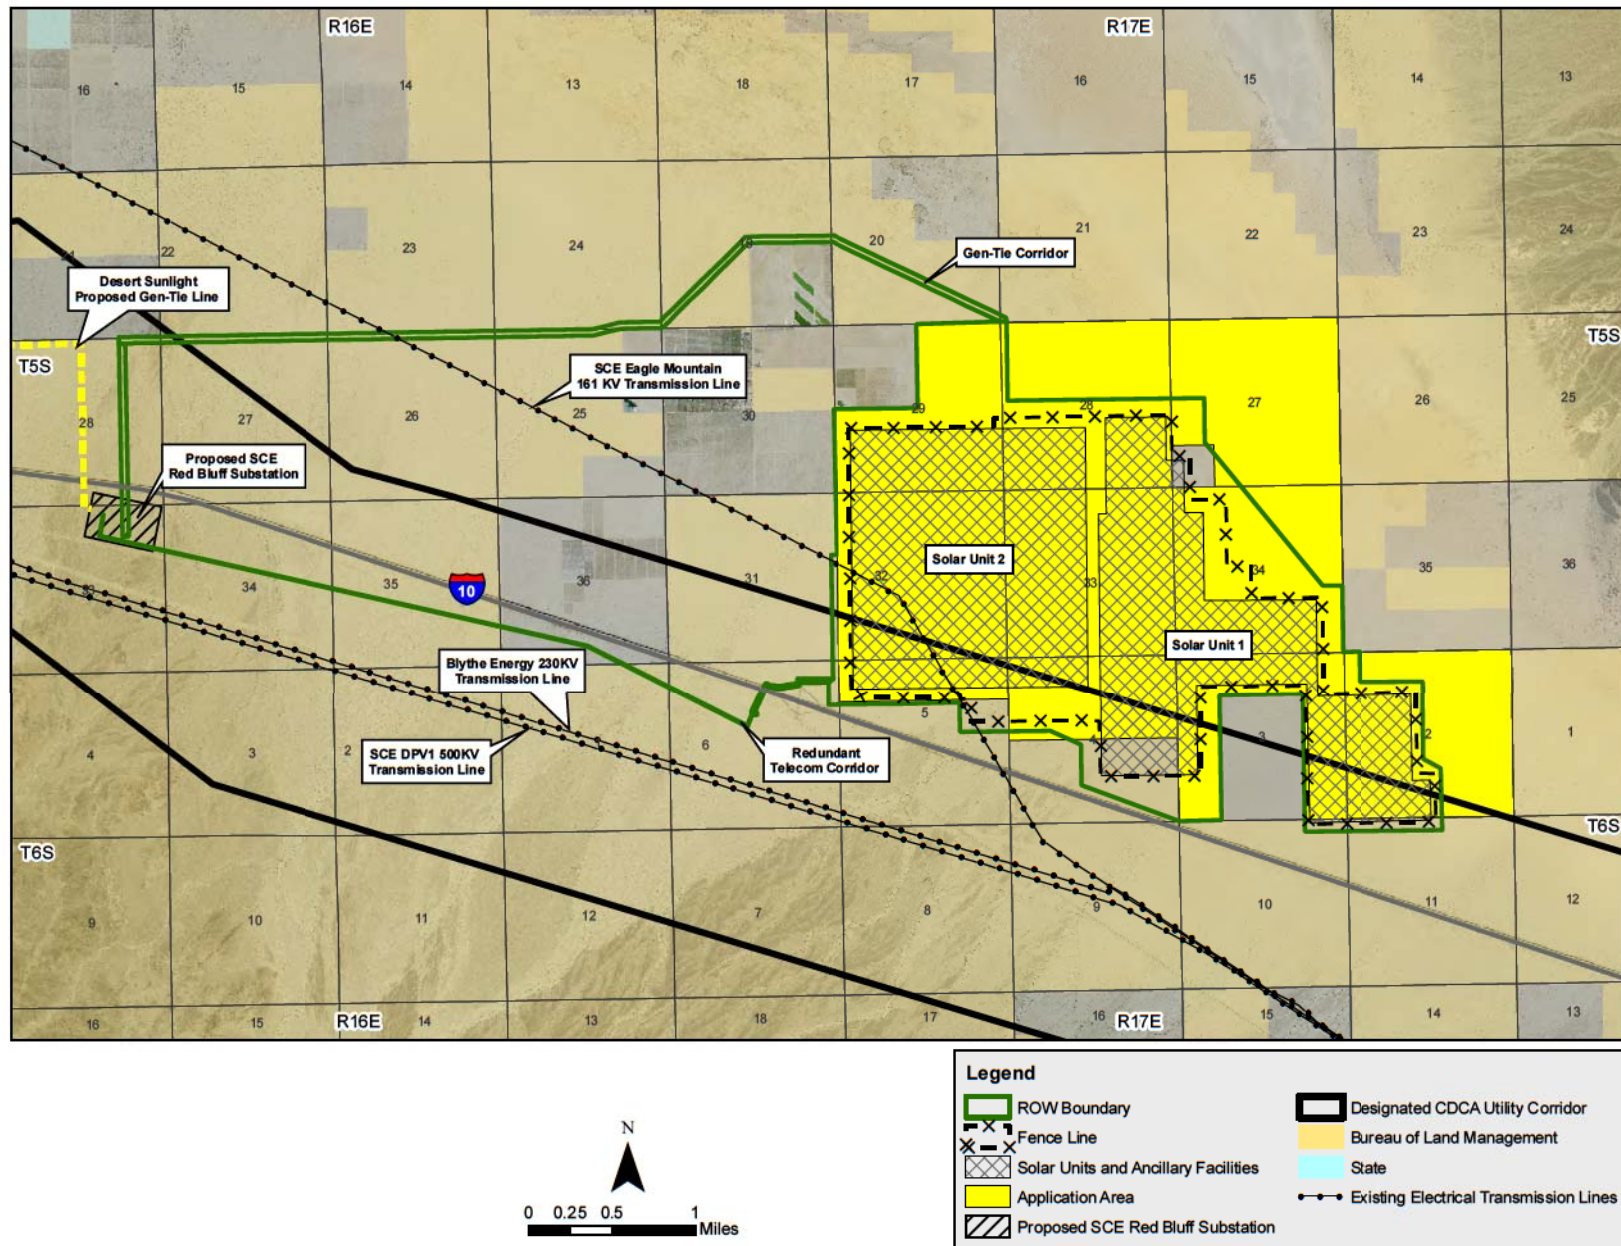 R16E
R17E
16
15
14
13
18
17
16
15
14
13
21
22
23
24
19
20
21
22
23
24
Gen-Tie Corridor
Desert Sunlight
Proposed Gen-Tie Line
T5S
T5S
SCE Eagle Mountain
161 KV Transmission Line
28
27
26
25
30
29
28
27
26
25
Proposed SCE
Red Bluff Substation
Solar Unit 2
33
34
35
10
36
31
32
33
34
35
36
Solar Unit 1
Blythe Energy 230KV
Transmission Line
SCE DPV1 500KV
Transmission Line
Redundant
Telecom Corridor
4
3
2
6
5
4
3
2
1
T6S
T6S
9
10
11
12
7
8
9
10
11
12
16
15
R16E
14
13
18
17
16
R17E
15
14
13
Legend
ROW Boundary
Fence Line
Solar Units and Ancillary Facilities
Application Area
Proposed SCE Red Bluff Substation
Designated CDCA Utility Corridor
Bureau of Land Management
State
Existing Electrical Transmission Lines
N
0 0.25 0.5 1
Miles